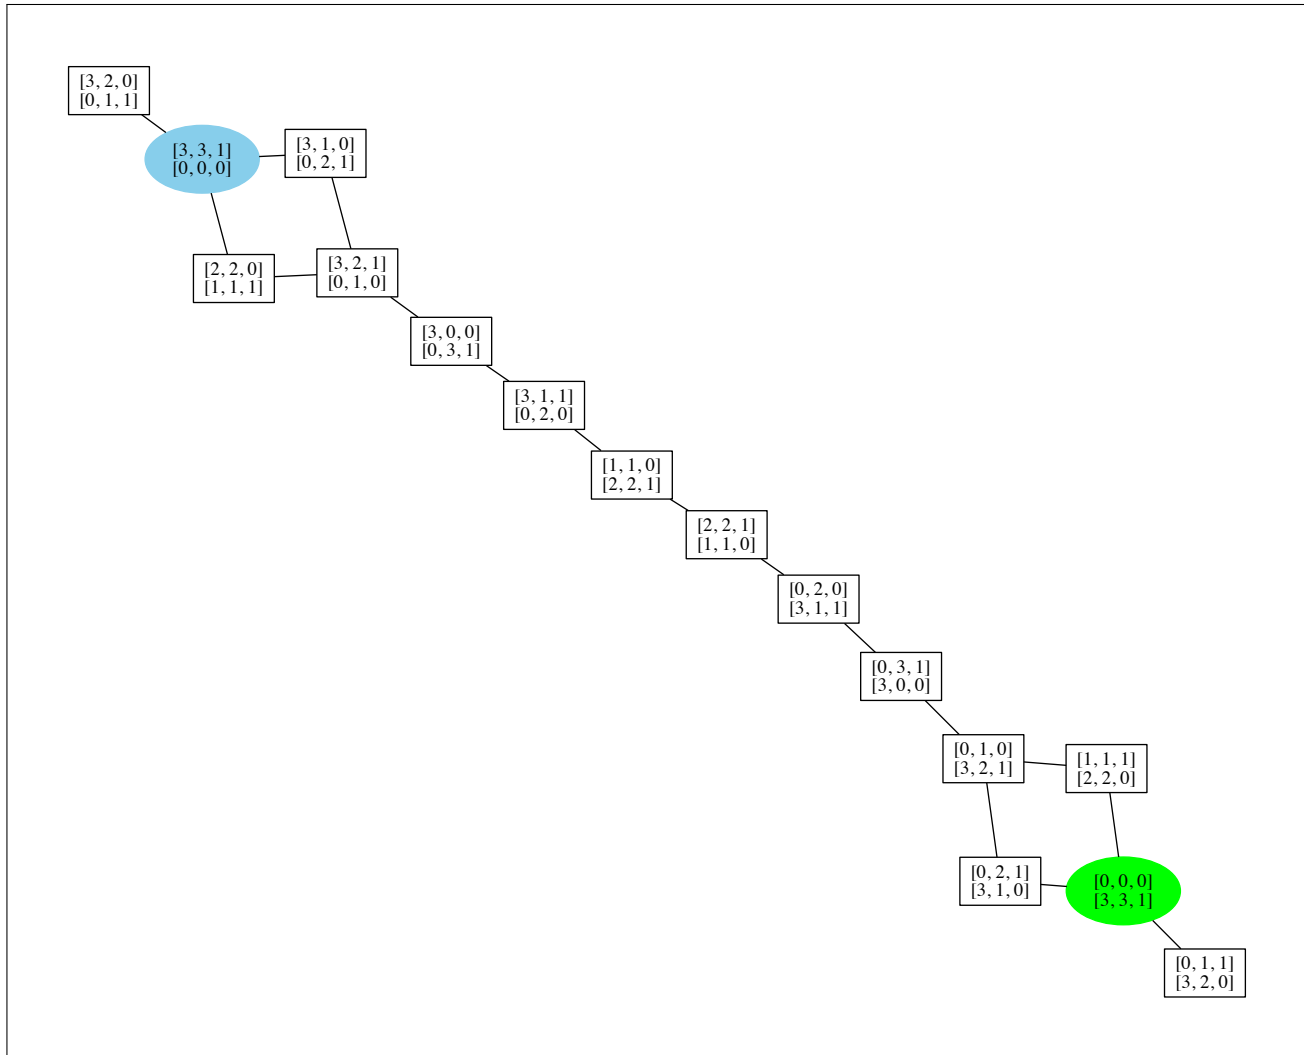 [3, 2, 0]
[0, 1, 1]
[3, 3, 1]
[0, 0, 0]
[3, 1, 0]
[0, 2, 1]
[2, 2, 0]
[1, 1, 1]
[3, 2, 1]
[0, 1, 0]
[3, 0, 0]
[0, 3, 1]
[3, 1, 1]
[0, 2, 0]
[1, 1, 0]
[2, 2, 1]
[2, 2, 1]
[1, 1, 0]
[0, 2, 0]
[3, 1, 1]
[0, 3, 1]
[3, 0, 0]
[0, 1, 0]
[3, 2, 1]
[1, 1, 1]
[2, 2, 0]
[0, 2, 1]
[3, 1, 0]
[0, 0, 0]
[3, 3, 1]
[0, 1, 1]
[3, 2, 0]